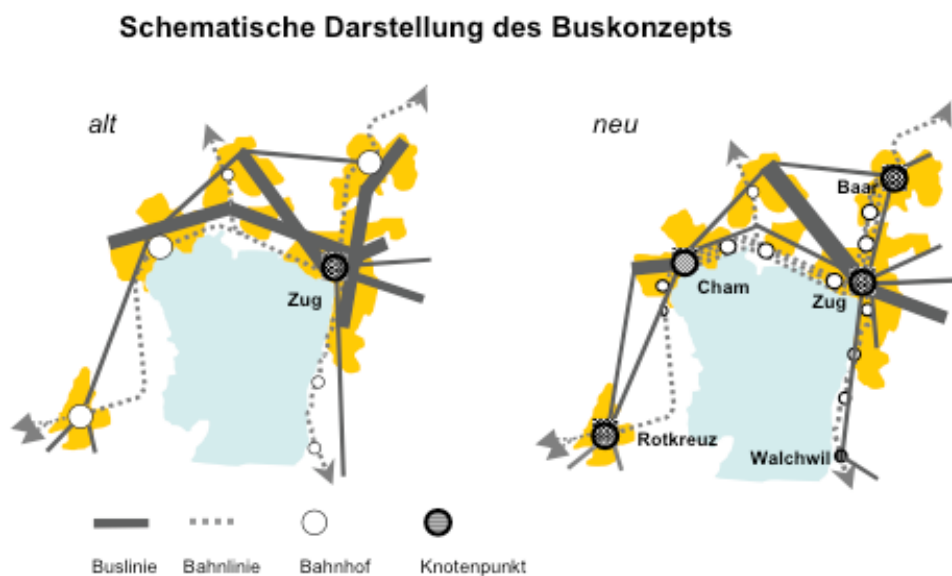 Schematische Darstellung des Buskonzepts
alt
neu
Baar
Zug
Cham
Zug
Rotkreuz
Walchwil
Buslinie Bahnlinie Bahnhof Knotenpunkt